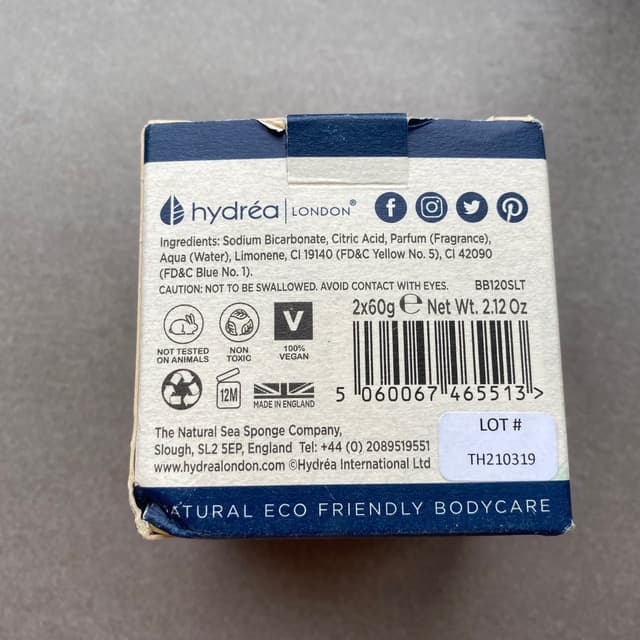 hydréa LONDON®
Ingredients: Sodium Bicarbonate, Citric Acid, Parfum (Fragrance),
Aqua (Water), Limonene, CI 19140 (FD&C Yellow No. 5), CI 42090
(FD&C Blue No. 1).
BB120SLT
CAUTION: NOT TO BE SWALLOWED. AVOID CONTACT WITH EYES.
2x60g ℮ Net Wt. 2.12 Oz
V
NOT TESTED
ON ANIMALS
NON
TOXIC
100%
VEGAN
12M
MADE IN ENGLAND
5 060067 465513 >
The Natural Sea Sponge Company,
Slough, SL2 5EP, England Tel: +44 (0) 2089519551
www.hydrealondon.com ©Hydréa International Ltd
LOT #
TH210319
ATURAL ECO FRIENDLY BODYCARE